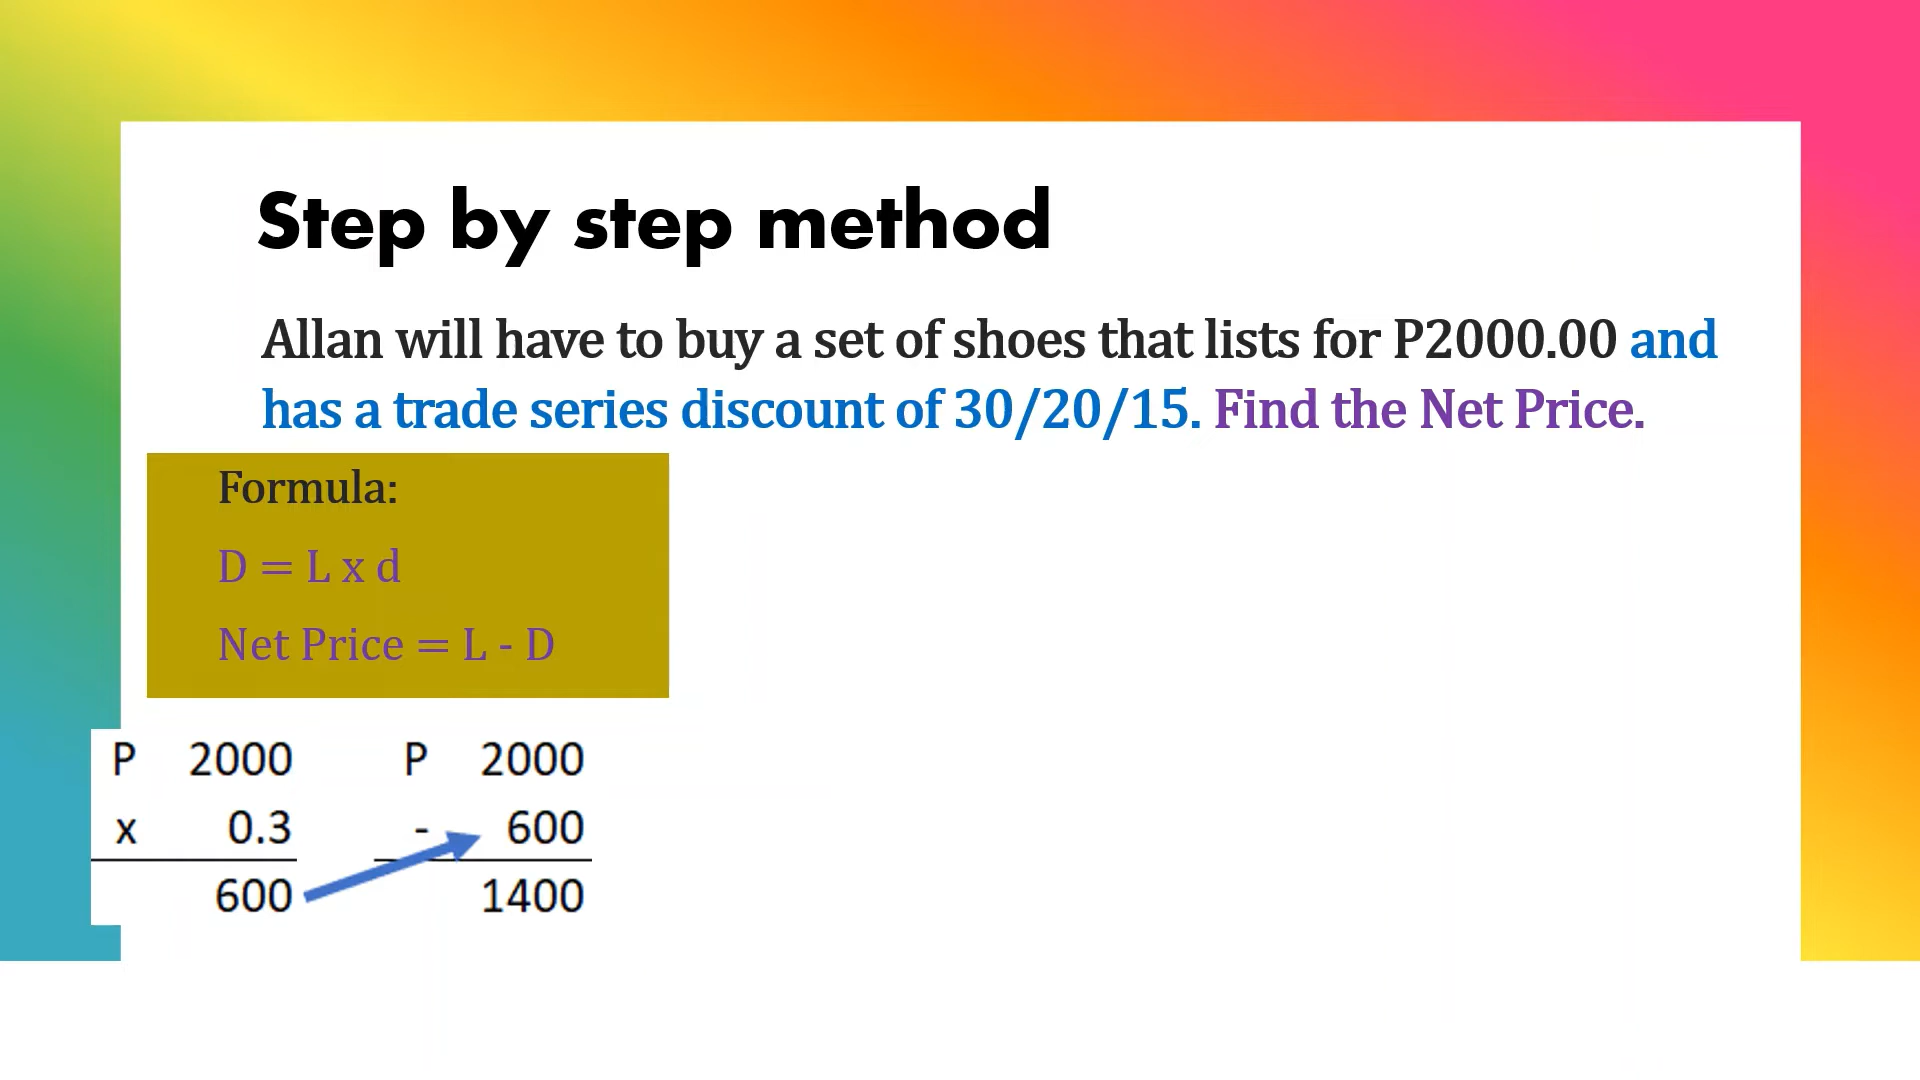 Step by step method
Allan will have to buy a set of shoes that lists for P2000.00 and
has a trade series discount of 30/20/15. Find the Net Price.
Formula:
D = L x d
Net Price = L - D
P 2000 P 2000
x 0.3 - 600
600 1400